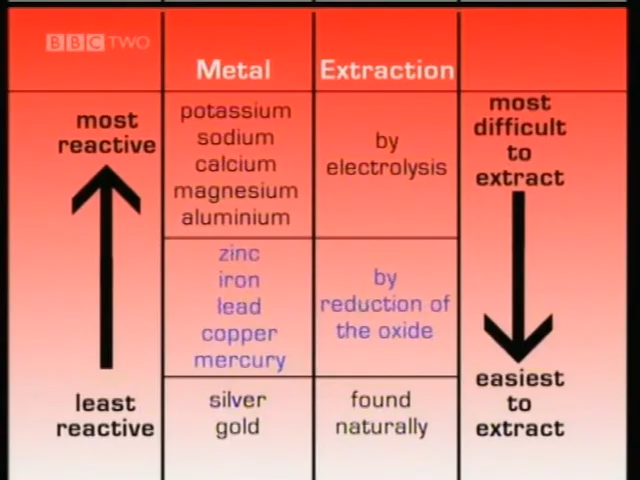 BBC TWO
Metal
Extraction
most
reactive
potassium
sodium
calcium
magnesium
aluminium
by
electrolysis
most
difficult
to
extract
zinc
iron
lead
copper
mercury
by
reduction of
the oxide
least
reactive
silver
gold
found
naturally
easiest
to
extract